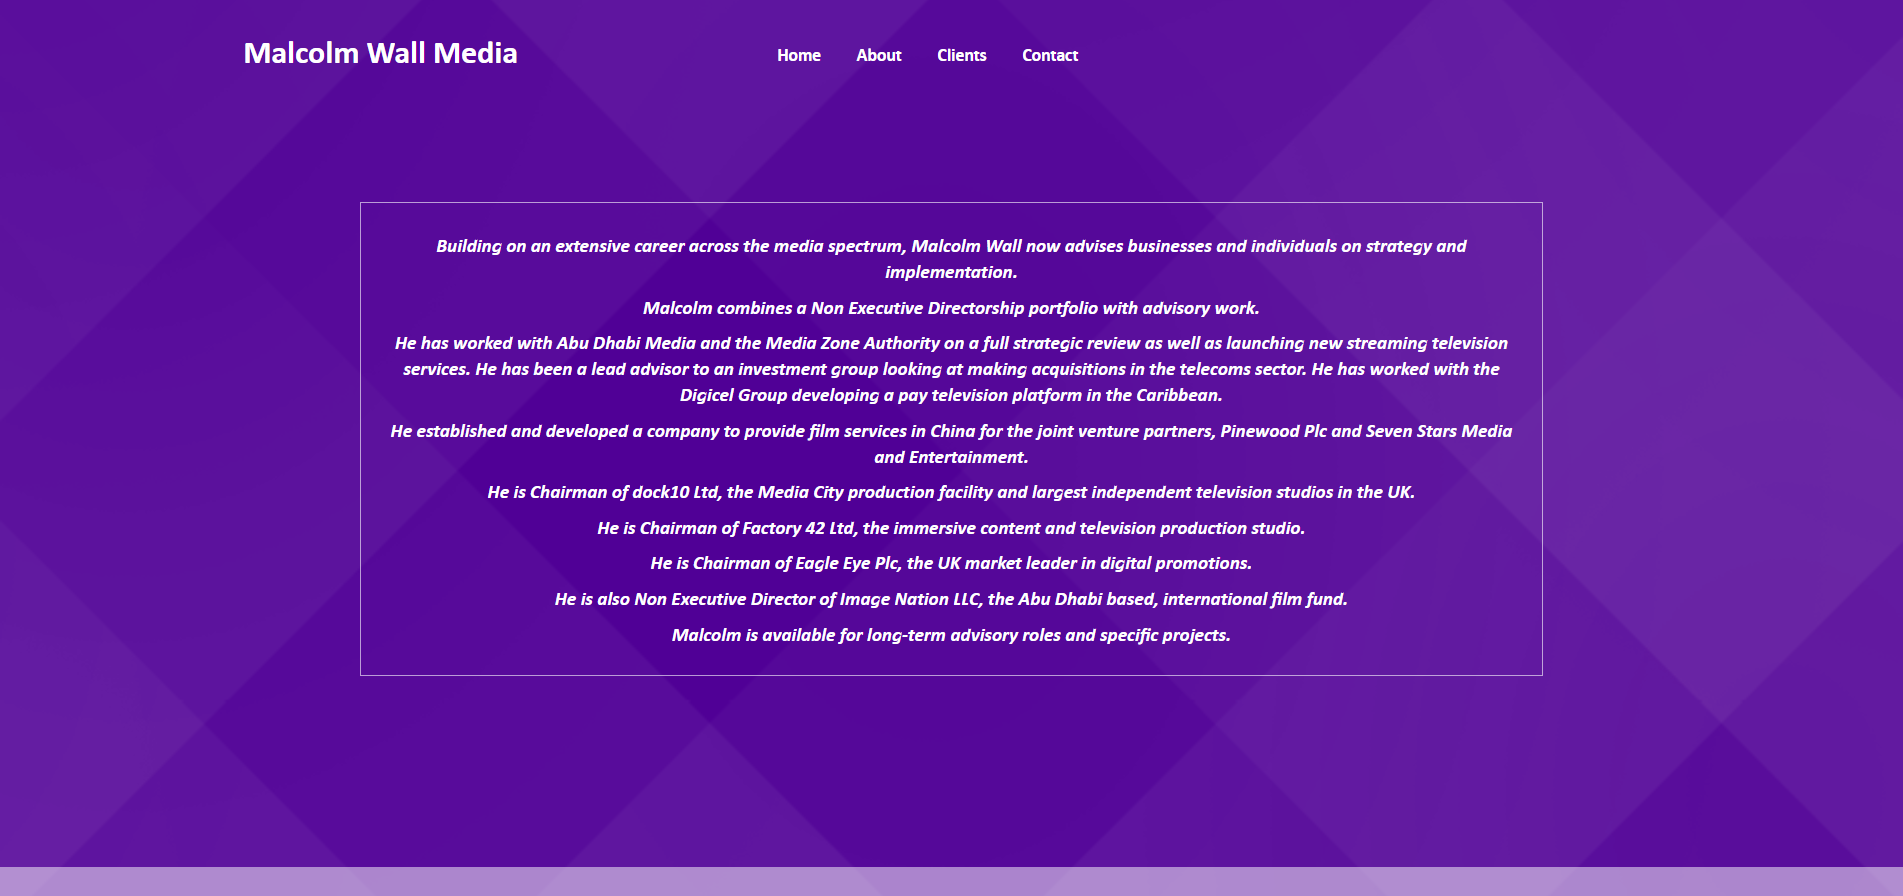 Malcolm Wall Media
Home About Clients Contact
Building on an extensive career across the media spectrum, Malcolm Wall now advises businesses and individuals on strategy and
implementation.
Malcolm combines a Non Executive Directorship portfolio with advisory work.
He has worked with Abu Dhabi Media and the Media Zone Authority on a full strategic review as well as launching new streaming television
services. He has been a lead advisor to an investment group looking at making acquisitions in the telecoms sector. He has worked with the
Digicel Group developing a pay television platform in the Caribbean.
He established and developed a company to provide film services in China for the joint venture partners, Pinewood Plc and Seven Stars Media
and Entertainment.
He is Chairman of dock10 Ltd, the Media City production facility and largest independent television studios in the UK.
He is Chairman of Factory 42 Ltd, the immersive content and television production studio.
He is Chairman of Eagle Eye Plc, the UK market leader in digital promotions.
He is also Non Executive Director of Image Nation LLC, the Abu Dhabi based, international film fund.
Malcolm is available for long-term advisory roles and specific projects.